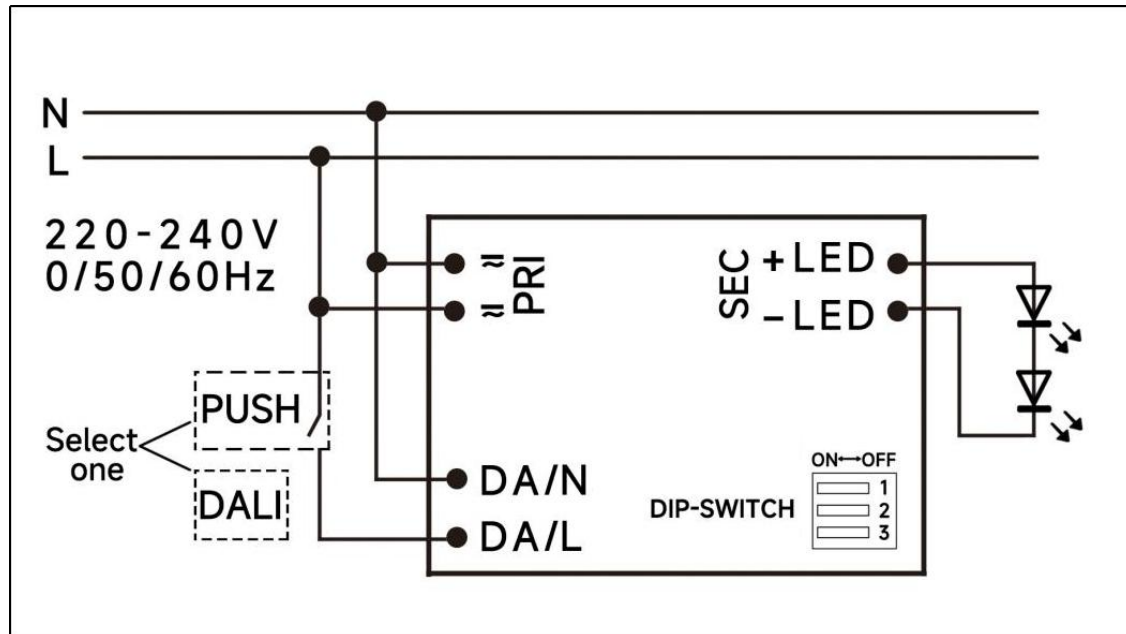 N
L
220-240V
0/50/60Hz
PUSH
Select
one
DALI
≂
≂
PRI
SEC
+LED
−LED
DA/N
DA/L
DIP-SWITCH
ON↔OFF
1
2
3